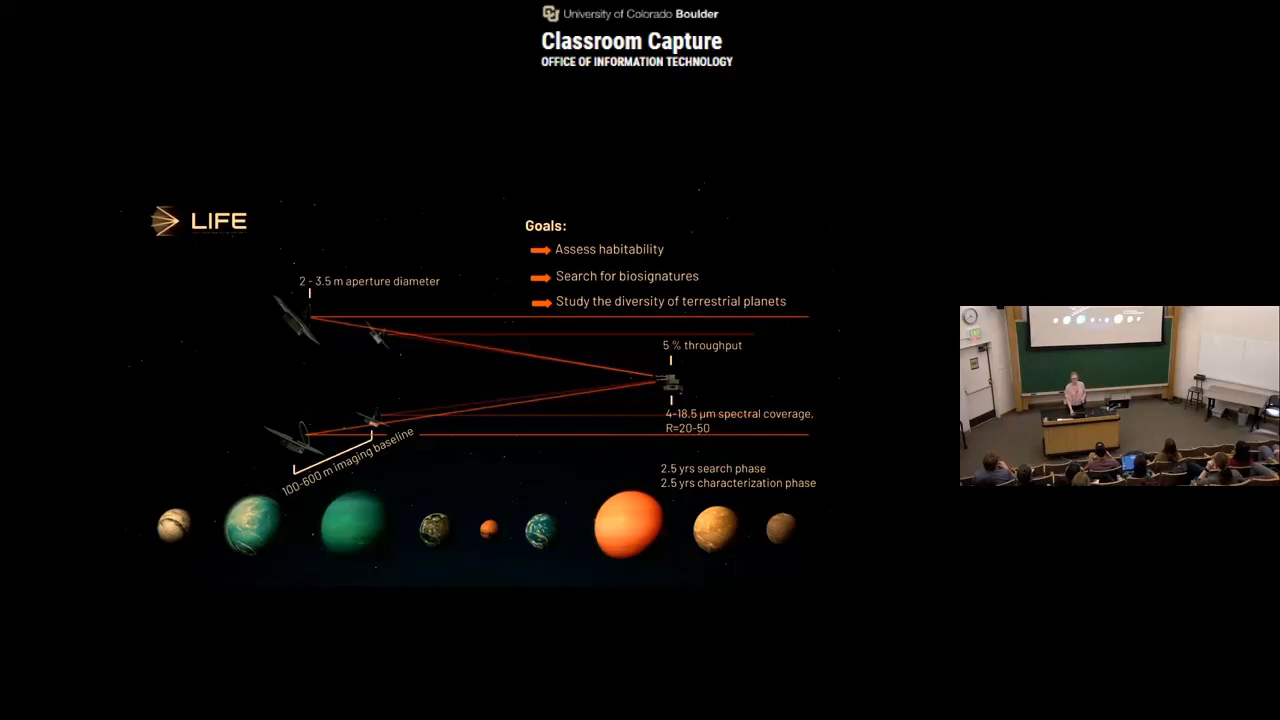 University of Colorado Boulder
Classroom Capture
OFFICE OF INFORMATION TECHNOLOGY
LIFE
Goals:
Assess habitability
Search for biosignatures
Study the diversity of terrestrial planets
2 - 3.5 m aperture diameter
5 % throughput
4-18.5 µm spectral coverage,
R=20-50
100-600 m imaging baseline
2.5 yrs search phase
2.5 yrs characterization phase